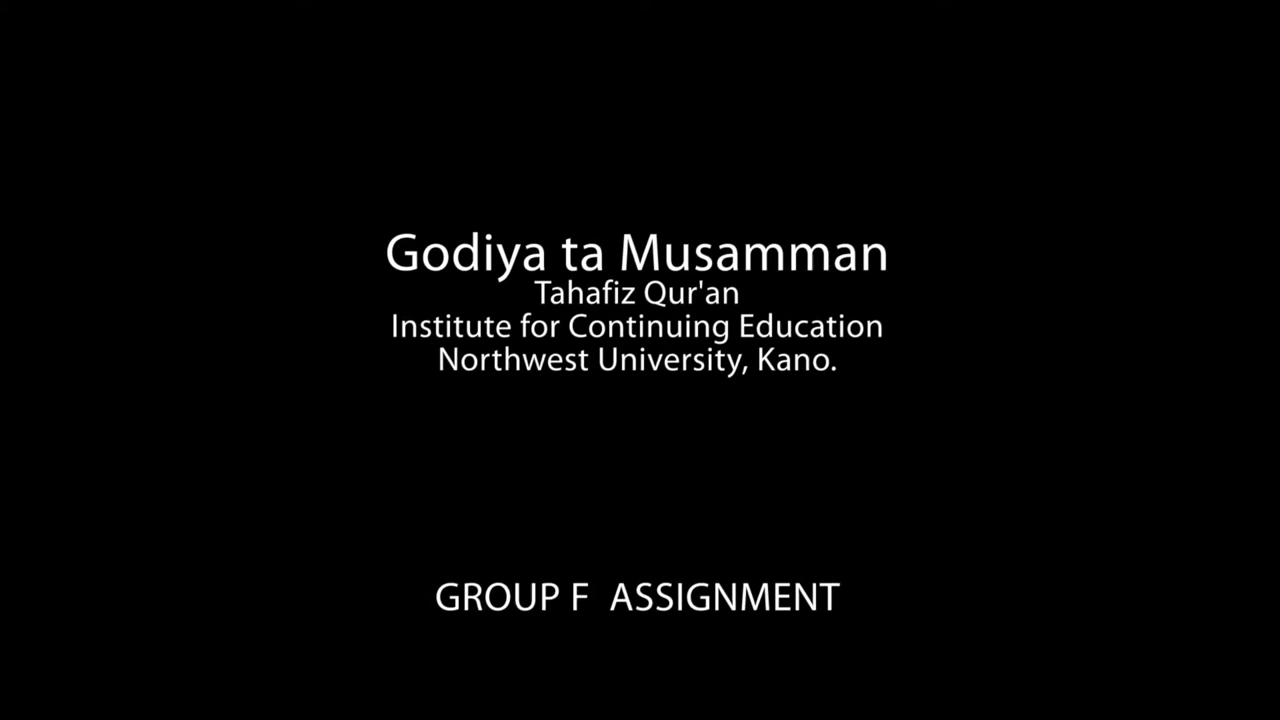 Godiya ta Musamman
Tahafiz Qur'an
Institute for Continuing Education
Northwest University, Kano.
GROUP F ASSIGNMENT